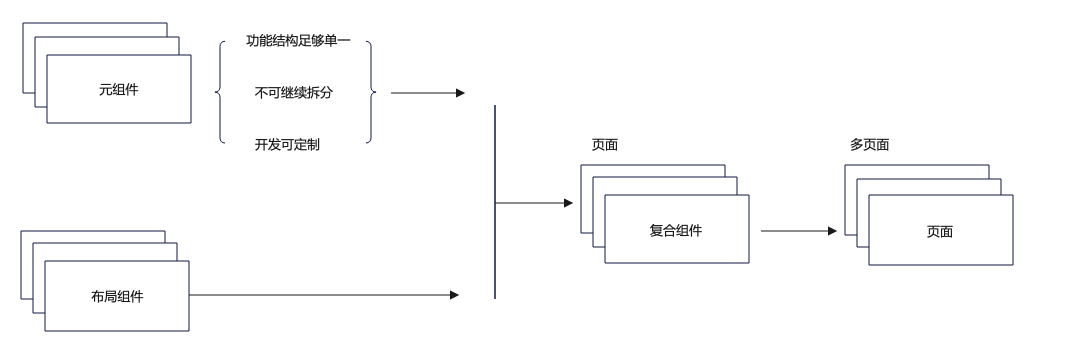 元组件
功能结构足够单一
不可继续拆分
开发可定制
布局组件
页面
复合组件
多页面
页面